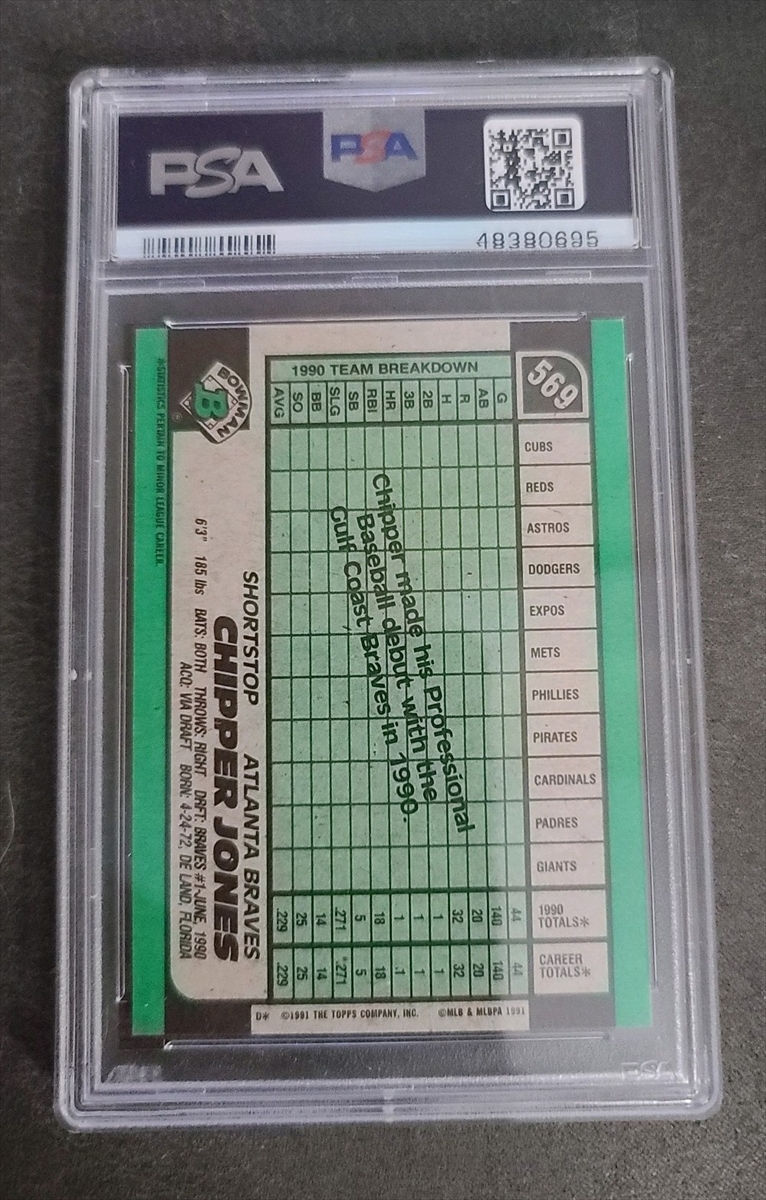 PSA
PSA
48380695
569
1990 TEAM BREAKDOWN
G
AB
R
H
2B
3B
HR
RBI
SB
SLG
BB
SO
AVG
CUBS
REDS
ASTROS
DODGERS
EXPOS
METS
PHILLIES
PIRATES
CARDINALS
PADRES
GIANTS
1990
TOTALS* 44 140 20 32 1 1 1 18 5 .271 14 25 .229
CAREER
TOTALS* 44 140 20 32 1 1 .1 18 5 .271 14 25 .229
Chipper made his Professional
Baseball debut with the
Gulf Coast Braves in 1990.
BOWMAN
B
SHORTSTOP ATLANTA BRAVES
CHIPPER JONES
6'3" 185 lbs BATS: BOTH THROWS: RIGHT DRFT: BRAVES #1-JUNE, 1990
ACQ: VIA DRAFT BORN: 4-24-72, DE LAND, FLORIDA
*STATISTICS PERTAIN TO MINOR LEAGUE CAREER.
D* ©1991 THE TOPPS COMPANY, INC. ©MLB & MLBPA 1991
PSA